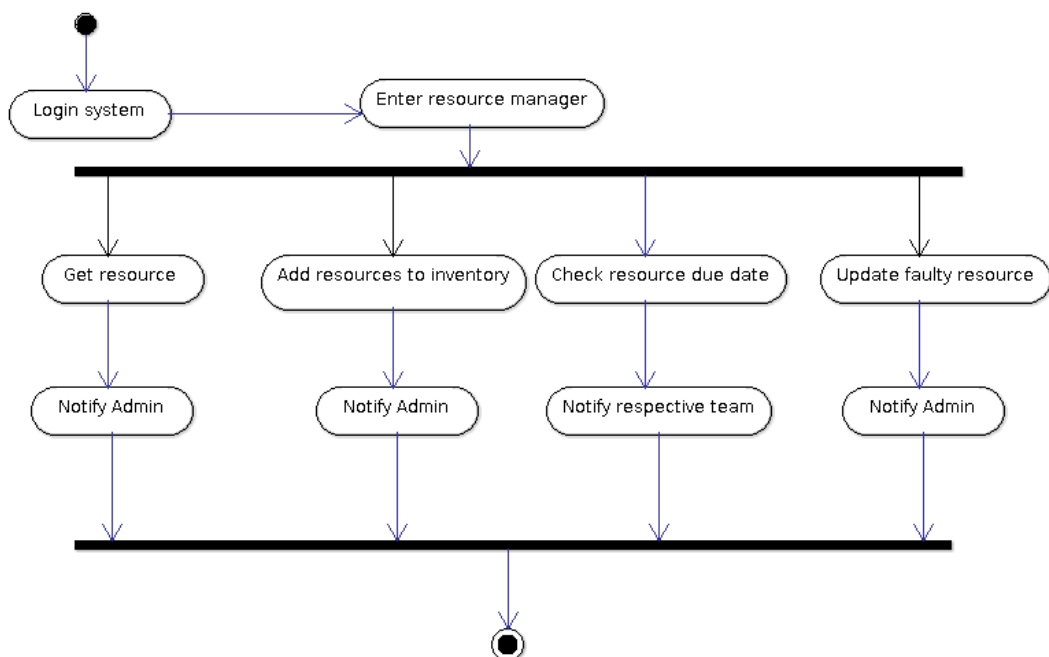 Login system
Enter resource manager
Get resource
Add resources to inventory
Check resource due date
Update faulty resource
Notify Admin
Notify Admin
Notify respective team
Notify Admin